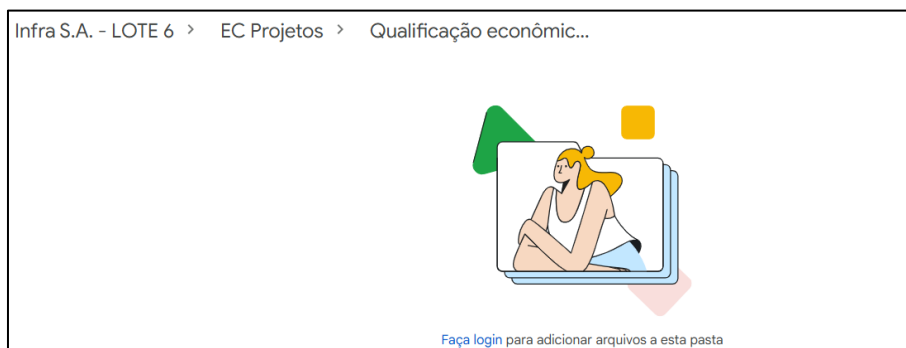 Infra S.A. - LOTE 6 > EC Projetos > Qualificação econômic...
Faça login para adicionar arquivos a esta pasta